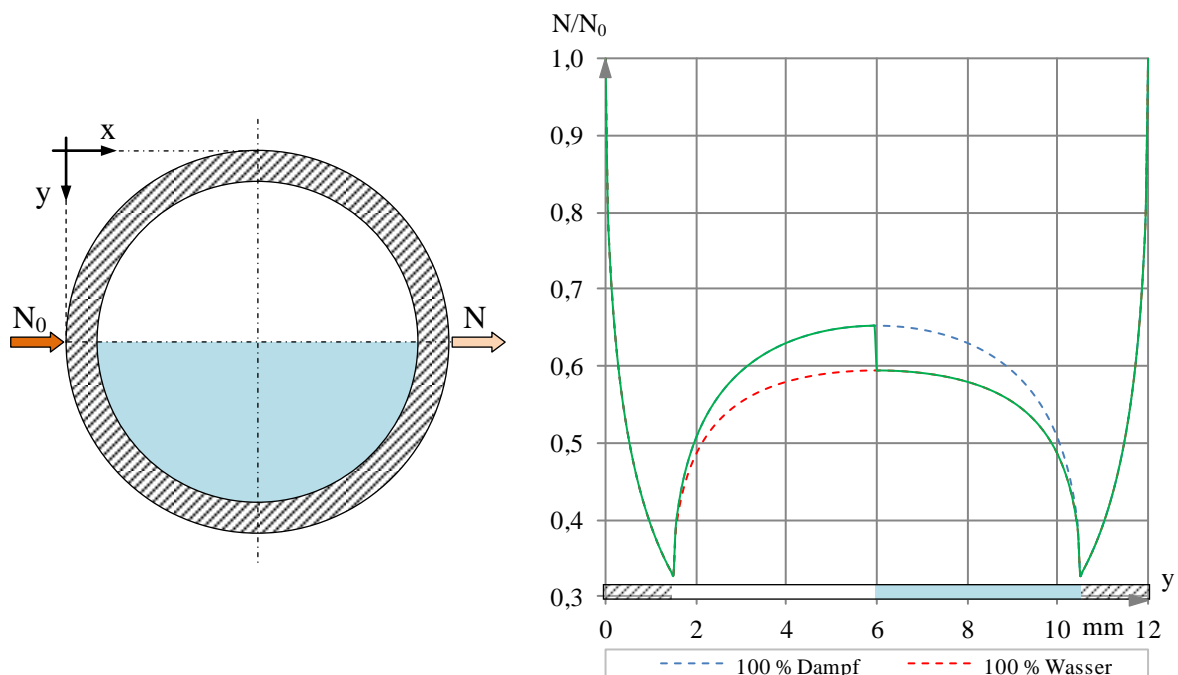 x
y
N₀
N
N/N₀
1,0
0,9
0,8
0,7
0,6
0,5
0,4
0,3
y
0 2 4 6 8 10 mm 12
100 % Dampf 100 % Wasser